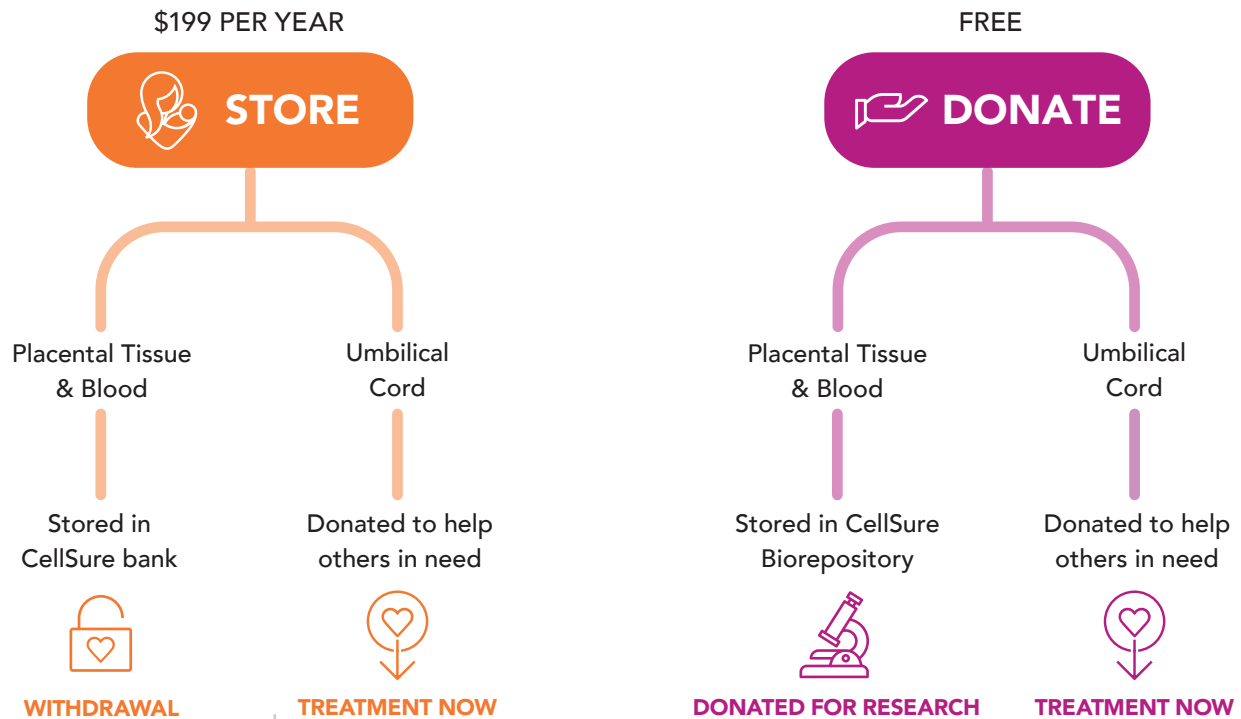 $199 PER YEAR
STORE
Placental Tissue
& Blood
Umbilical
Cord
Stored in
CellSure bank
Donated to help
others in need
WITHDRAWAL
TREATMENT NOW
FREE
DONATE
Placental Tissue
& Blood
Umbilical
Cord
Stored in CellSure
Biorepository
Donated to help
others in need
DONATED FOR RESEARCH
TREATMENT NOW